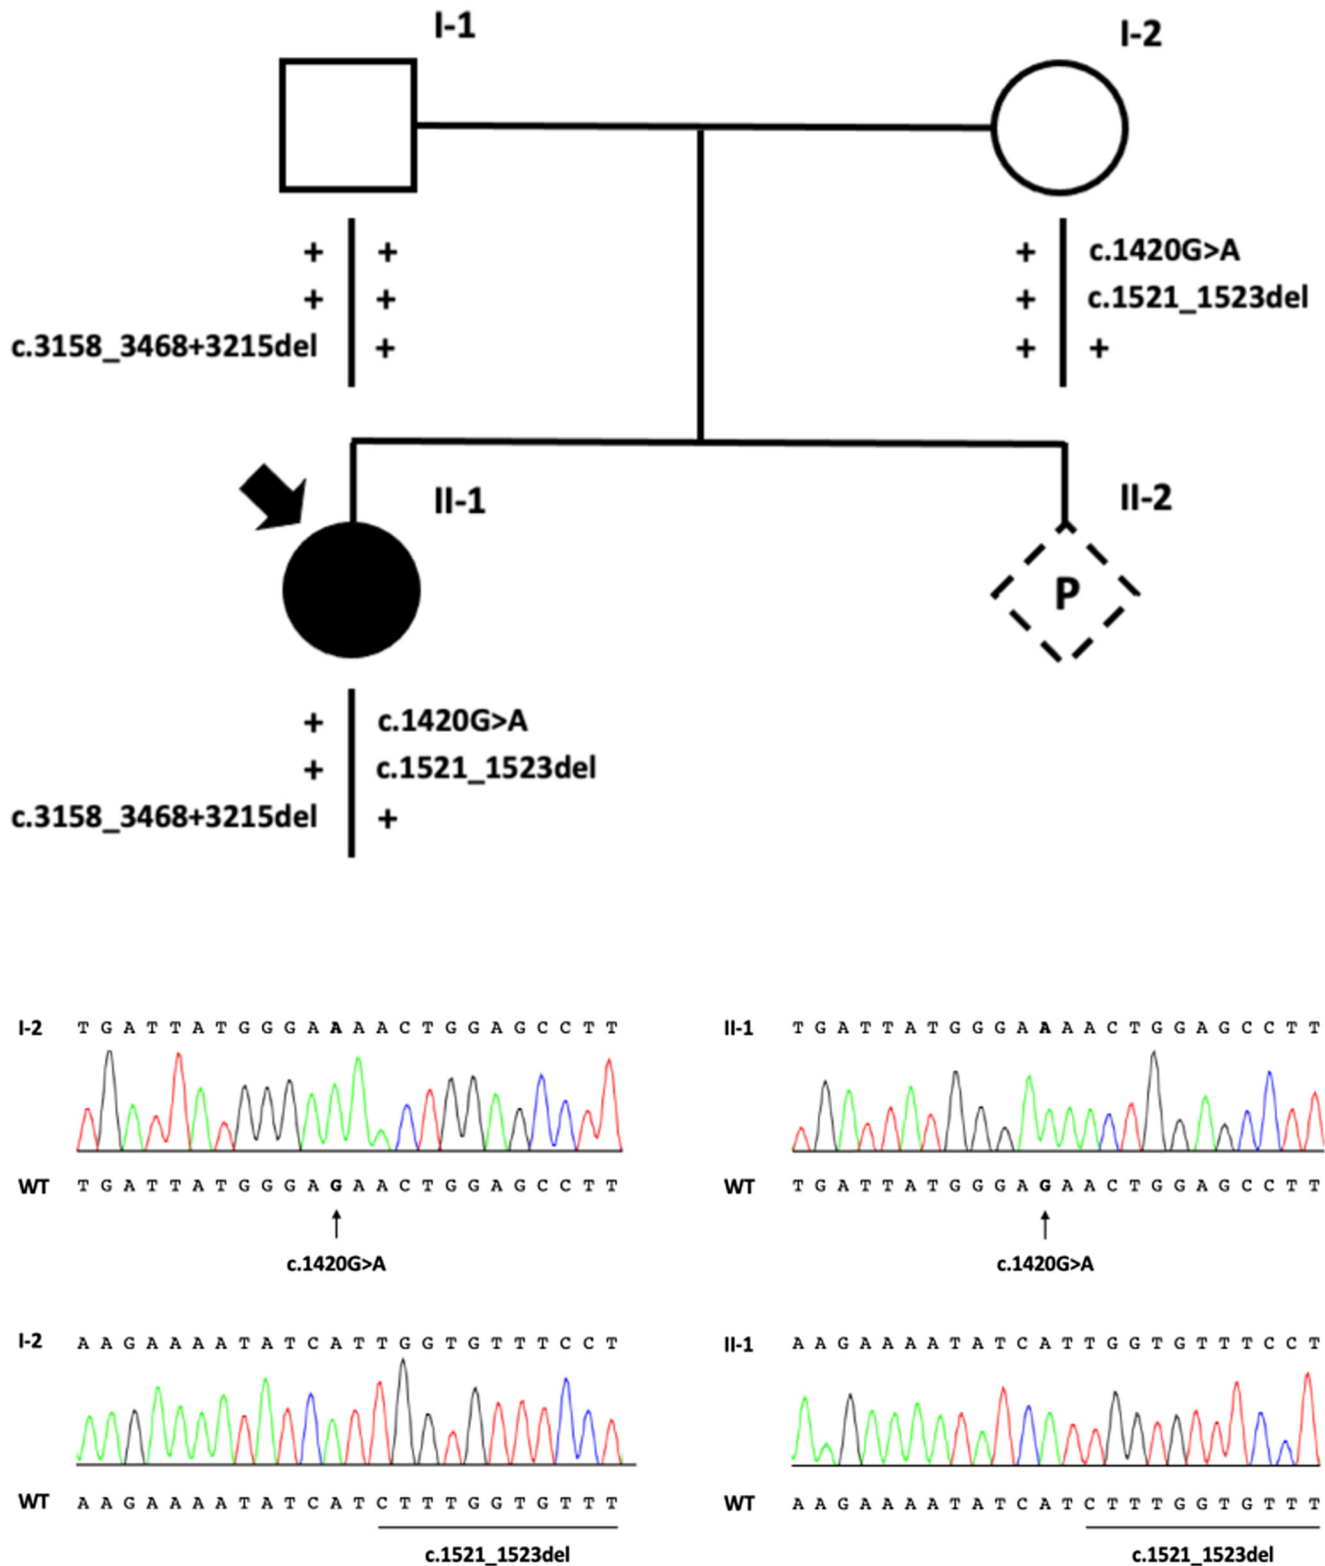 I-1
I-2
+ +
+ +
c.3158_3468+3215del +
+ c.1420G>A
+ c.1521_1523del
+ +
II-1
II-2
P
+ c.1420G>A
+ c.1521_1523del
c.3158_3468+3215del +
I-2 T G A T T A T G G G A A A A C T G G A G C C T T
WT T G A T T A T G G G A G A A C T G G A G C C T T
c.1420G>A
II-1 T G A T T A T G G G A A A A C T G G A G C C T T
WT T G A T T A T G G G A G A A C T G G A G C C T T
c.1420G>A
I-2 A A G A A A A T A T C A T T G G T G T T T C C T
WT A A G A A A A T A T C A T C T T T G G T G T T T
c.1521_1523del
II-1 A A G A A A A T A T C A T T G G T G T T T C C T
WT A A G A A A A T A T C A T C T T T G G T G T T T
c.1521_1523del